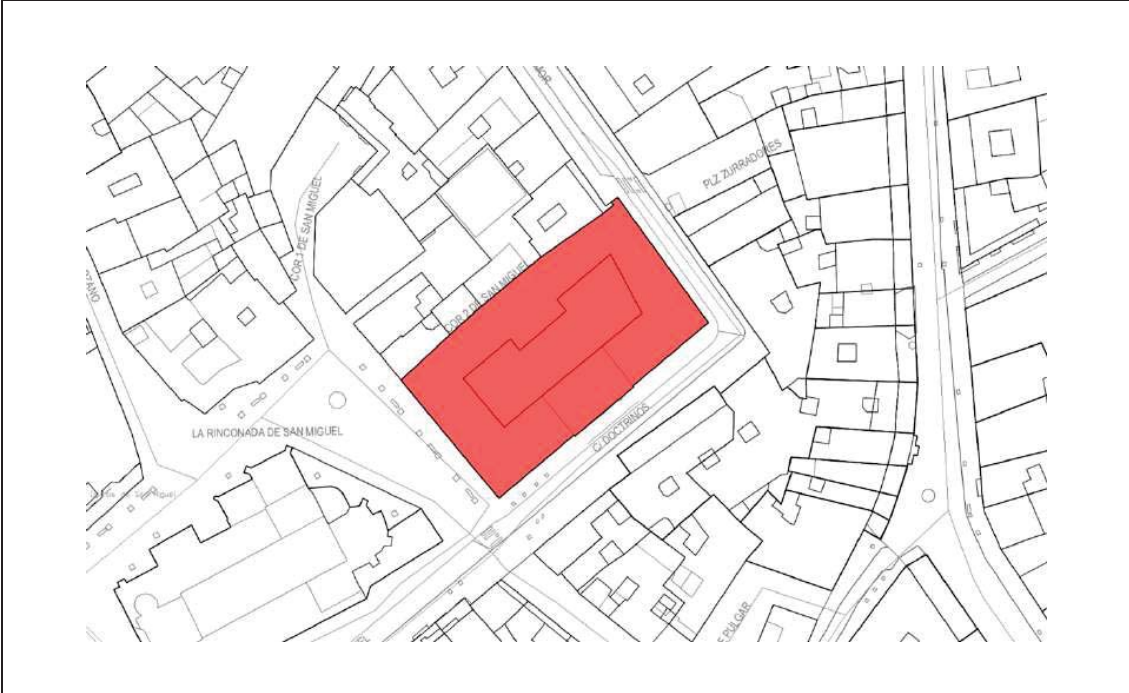 PLZ ZURRADORES
COR 1 DE SAN MIGUEL
COR 2 DE SAN MIGUEL
LA RINCONADA DE SAN MIGUEL
C/ DOCTRINOS
PULGAR